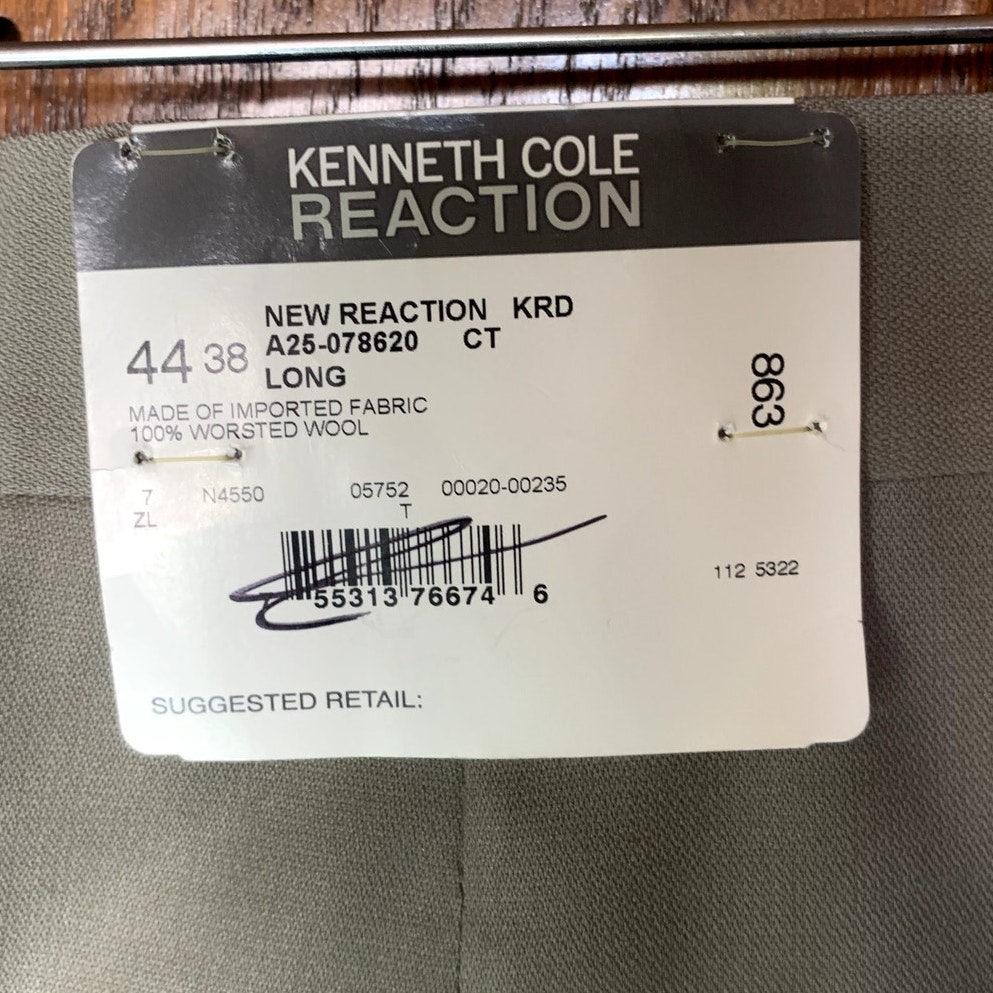 KENNETH COLE
REACTION
NEW REACTION KRD
44 38 A25-078620 CT
LONG
863
MADE OF IMPORTED FABRIC
100% WORSTED WOOL
7 N4550 05752 00020-00235
ZL T
55313 76674 6
112 5322
SUGGESTED RETAIL: